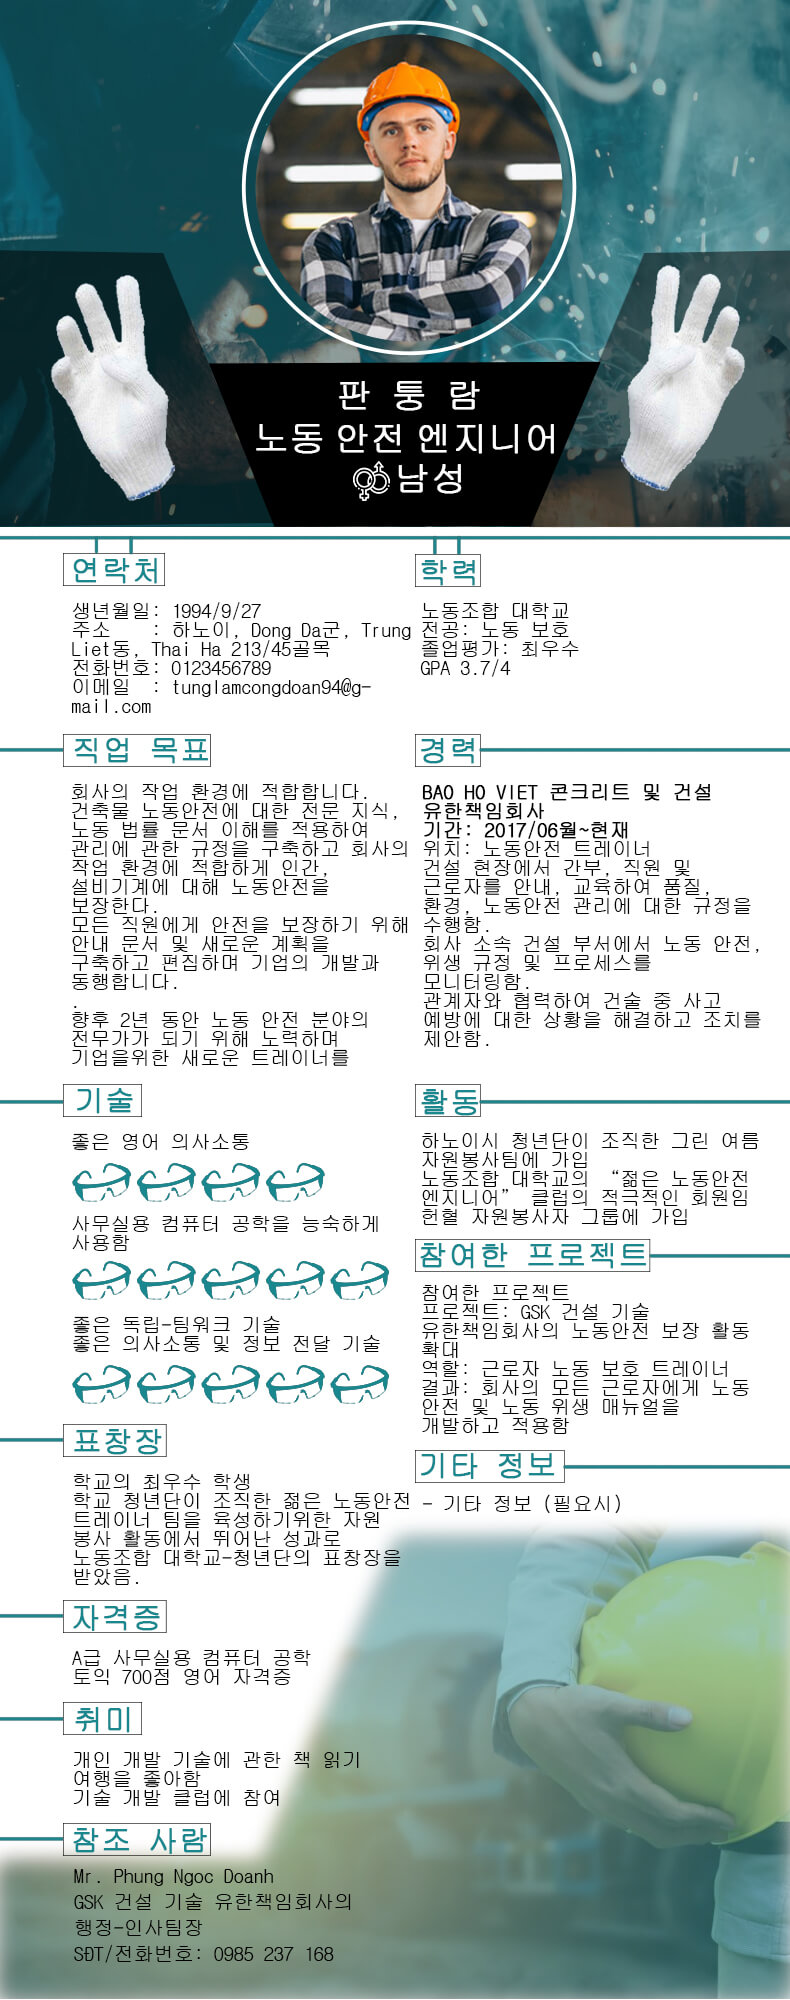 판 퉁 람
노동 안전 엔지니어
남성
연락처
생년월일: 1994/9/27
주소 : 하노이, Dong Da군, Trung
Liet동, Thai Ha 213/45골목
전화번호: 0123456789
이메일 : tunglamcongdoan94@g-
mail.com
학력
노동조합 대학교
전공: 노동 보호
졸업평가: 최우수
GPA 3.7/4
직업 목표
회사의 작업 환경에 적합합니다.
건축물 노동안전에 대한 전문 지식,
노동 법률 문서 이해를 적용하여
관리에 관한 규정을 구축하고 회사의
작업 환경에 적합하게 인간,
설비기계에 대해 노동안전을
보장한다.
모든 직원에게 안전을 보장하기 위해
안내 문서 및 새로운 계획을
구축하고 편집하며 기업의 개발과
동행합니다.
.
향후 2년 동안 노동 안전 분야의
전무가가 되기 위해 노력하며
기업을위한 새로운 트레이너를
경력
BAO HO VIET 콘크리트 및 건설
유한책임회사
기간: 2017/06월~현재
위치: 노동안전 트레이너
건설 현장에서 간부, 직원 및
근로자를 안내, 교육하여 품질,
환경, 노동안전 관리에 대한 규정을
수행함.
회사 소속 건설 부서에서 노동 안전,
위생 규정 및 프로세스를
모니터링함.
관계자와 협력하여 건술 중 사고
예방에 대한 상황을 해결하고 조치를
제안함.
기술
좋은 영어 의사소통
사무실용 컴퓨터 공학을 능숙하게
사용함
좋은 독립-팀워크 기술
좋은 의사소통 및 정보 전달 기술
활동
하노이시 청년단이 조직한 그린 여름
자원봉사팀에 가입
노동조합 대학교의 “젊은 노동안전
엔지니어” 클럽의 적극적인 회원임
헌혈 자원봉사자 그룹에 가입
참여한 프로젝트
참여한 프로젝트
프로젝트: GSK 건설 기술
유한책임회사의 노동안전 보장 활동
확대
역할: 근로자 노동 보호 트레이너
결과: 회사의 모든 근로자에게 노동
안전 및 노동 위생 매뉴얼을
개발하고 적용함
표창장
학교의 최우수 학생
학교 청년단이 조직한 젊은 노동안전
트레이너 팀을 육성하기위한 자원
봉사 활동에서 뛰어난 성과로
노동조합 대학교-청년단의 표창장을
받았음.
기타 정보
- 기타 정보 (필요시)
자격증
A급 사무실용 컴퓨터 공학
토익 700점 영어 자격증
취미
개인 개발 기술에 관한 책 읽기
여행을 좋아함
기술 개발 클럽에 참여
참조 사람
Mr. Phung Ngoc Doanh
GSK 건설 기술 유한책임회사의
행정-인사팀장
SĐT/전화번호: 0985 237 168